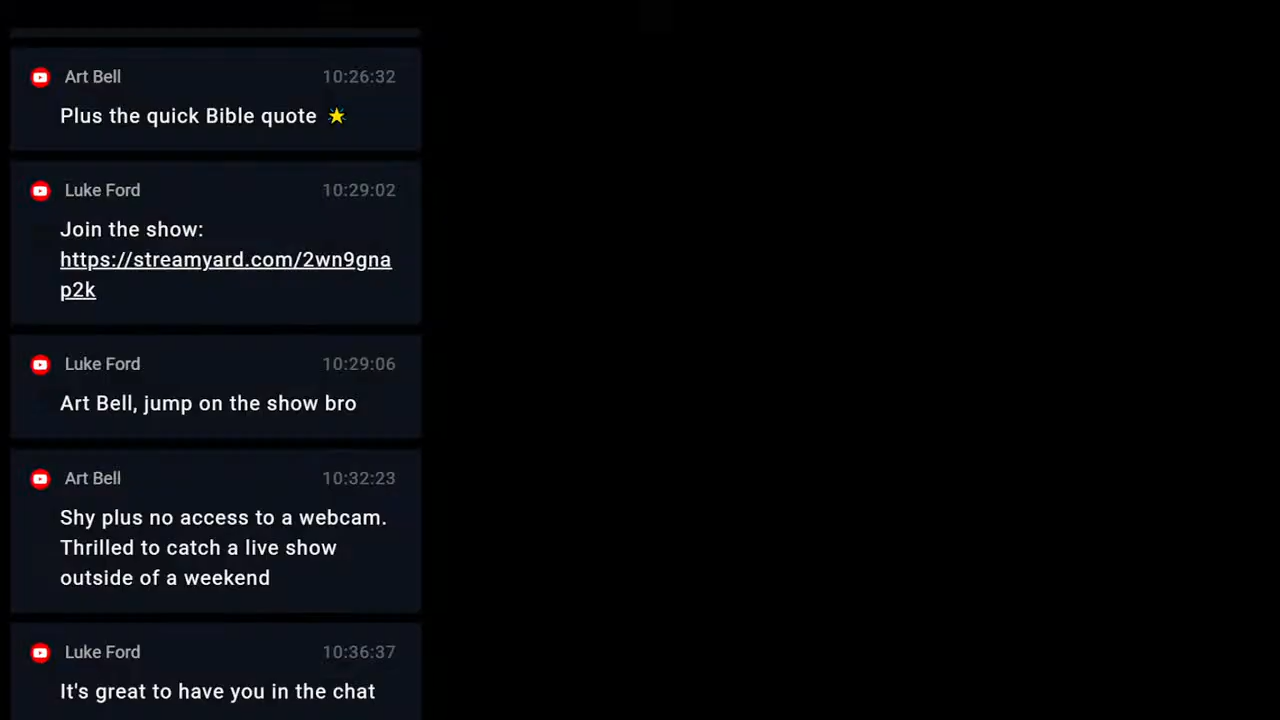 Art Bell 10:26:32
Plus the quick Bible quote
Luke Ford 10:29:02
Join the show:
https://streamyard.com/2wn9gna
p2k
Luke Ford 10:29:06
Art Bell, jump on the show bro
Art Bell 10:32:23
Shy plus no access to a webcam.
Thrilled to catch a live show
outside of a weekend
Luke Ford 10:36:37
It's great to have you in the chat